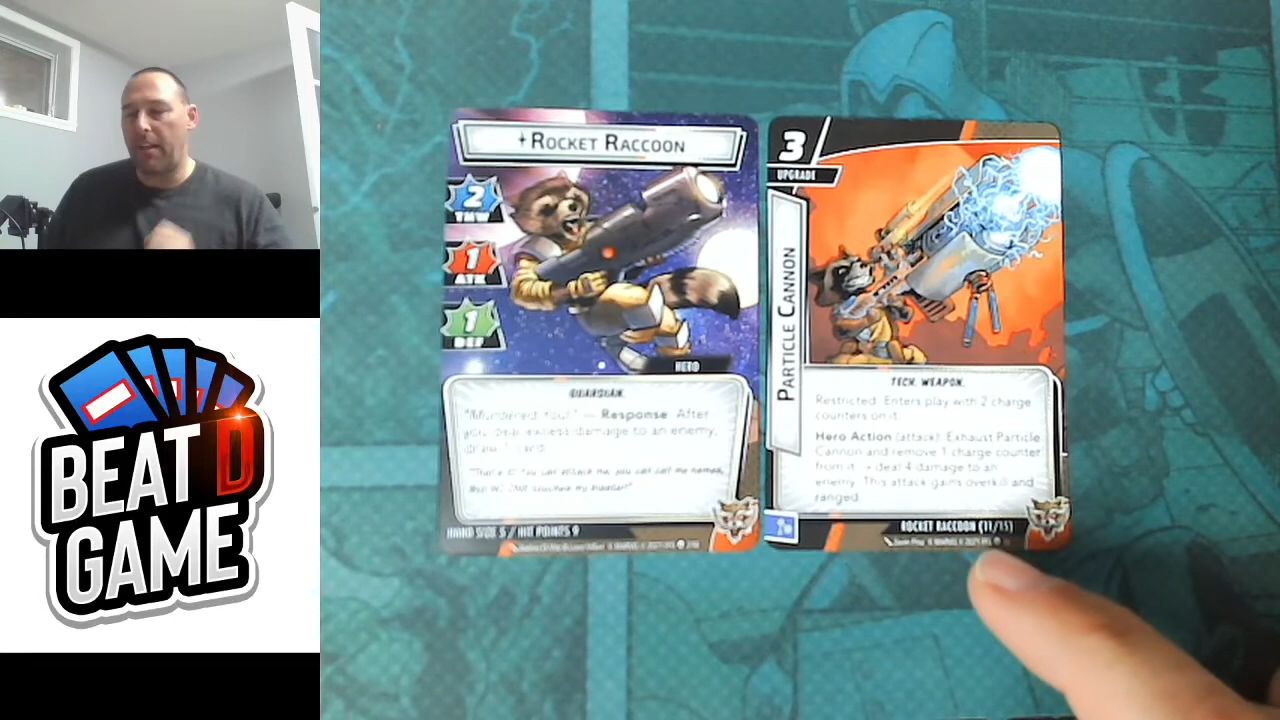 BEAT D
GAME
ROCKET RACCOON
2
THW
1
ATK
1
DEF
HERO
GUARDIAN.
"Murdered You!" — Response: After
you deal excess damage to an enemy,
draw 1 card.
HAND SIZE 5 / HIT POINTS 9
3
UPGRADE
PARTICLE CANNON
TECH. WEAPON.
Restricted. Enters play with 2 charge
counters on it.
Hero Action (attack): Exhaust Particle
Cannon and remove 1 charge counter
from it → deal 4 damage to an
enemy. This attack gains overkill and
ranged.
ROCKET RACCOON (11/15)